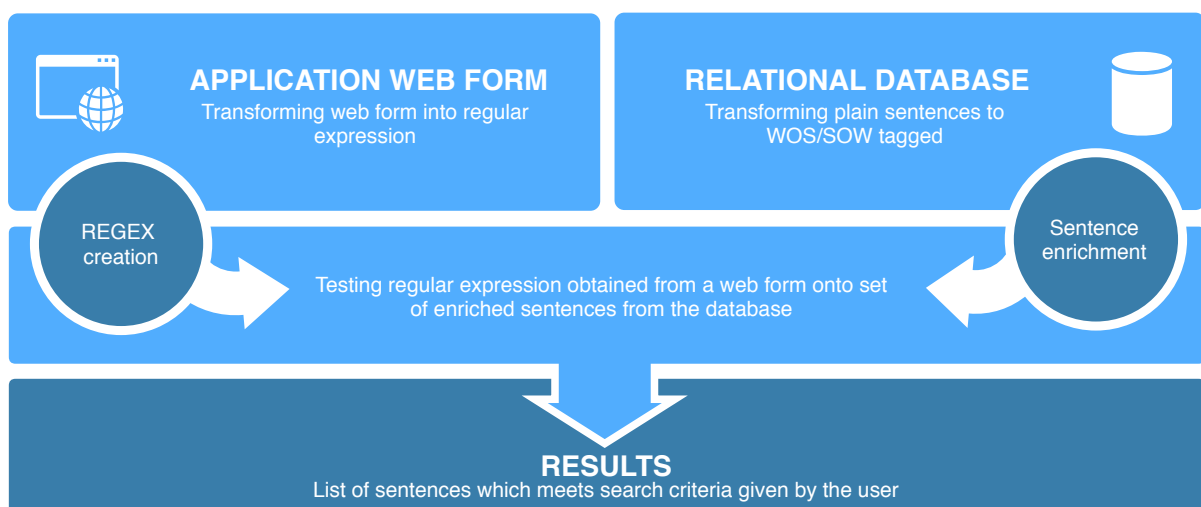 APPLICATION WEB FORM
Transforming web form into regular
expression
RELATIONAL DATABASE
Transforming plain sentences to
WOS/SOW tagged
REGEX
creation
Sentence
enrichment
Testing regular expression obtained from a web form onto set
of enriched sentences from the database
RESULTS
List of sentences which meets search criteria given by the user